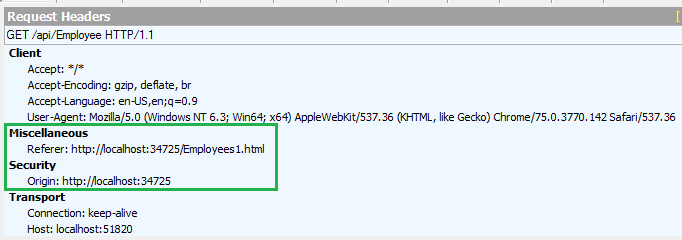 Request Headers [
GET /api/Employee HTTP/1.1
Client
Accept: */*
Accept-Encoding: gzip, deflate, br
Accept-Language: en-US,en;q=0.9
User-Agent: Mozilla/5.0 (Windows NT 6.3; Win64; x64) AppleWebKit/537.36 (KHTML, like Gecko) Chrome/75.0.3770.142 Safari/537.36
Miscellaneous
Referer: http://localhost:34725/Employees1.html
Security
Origin: http://localhost:34725
Transport
Connection: keep-alive
Host: localhost:51820